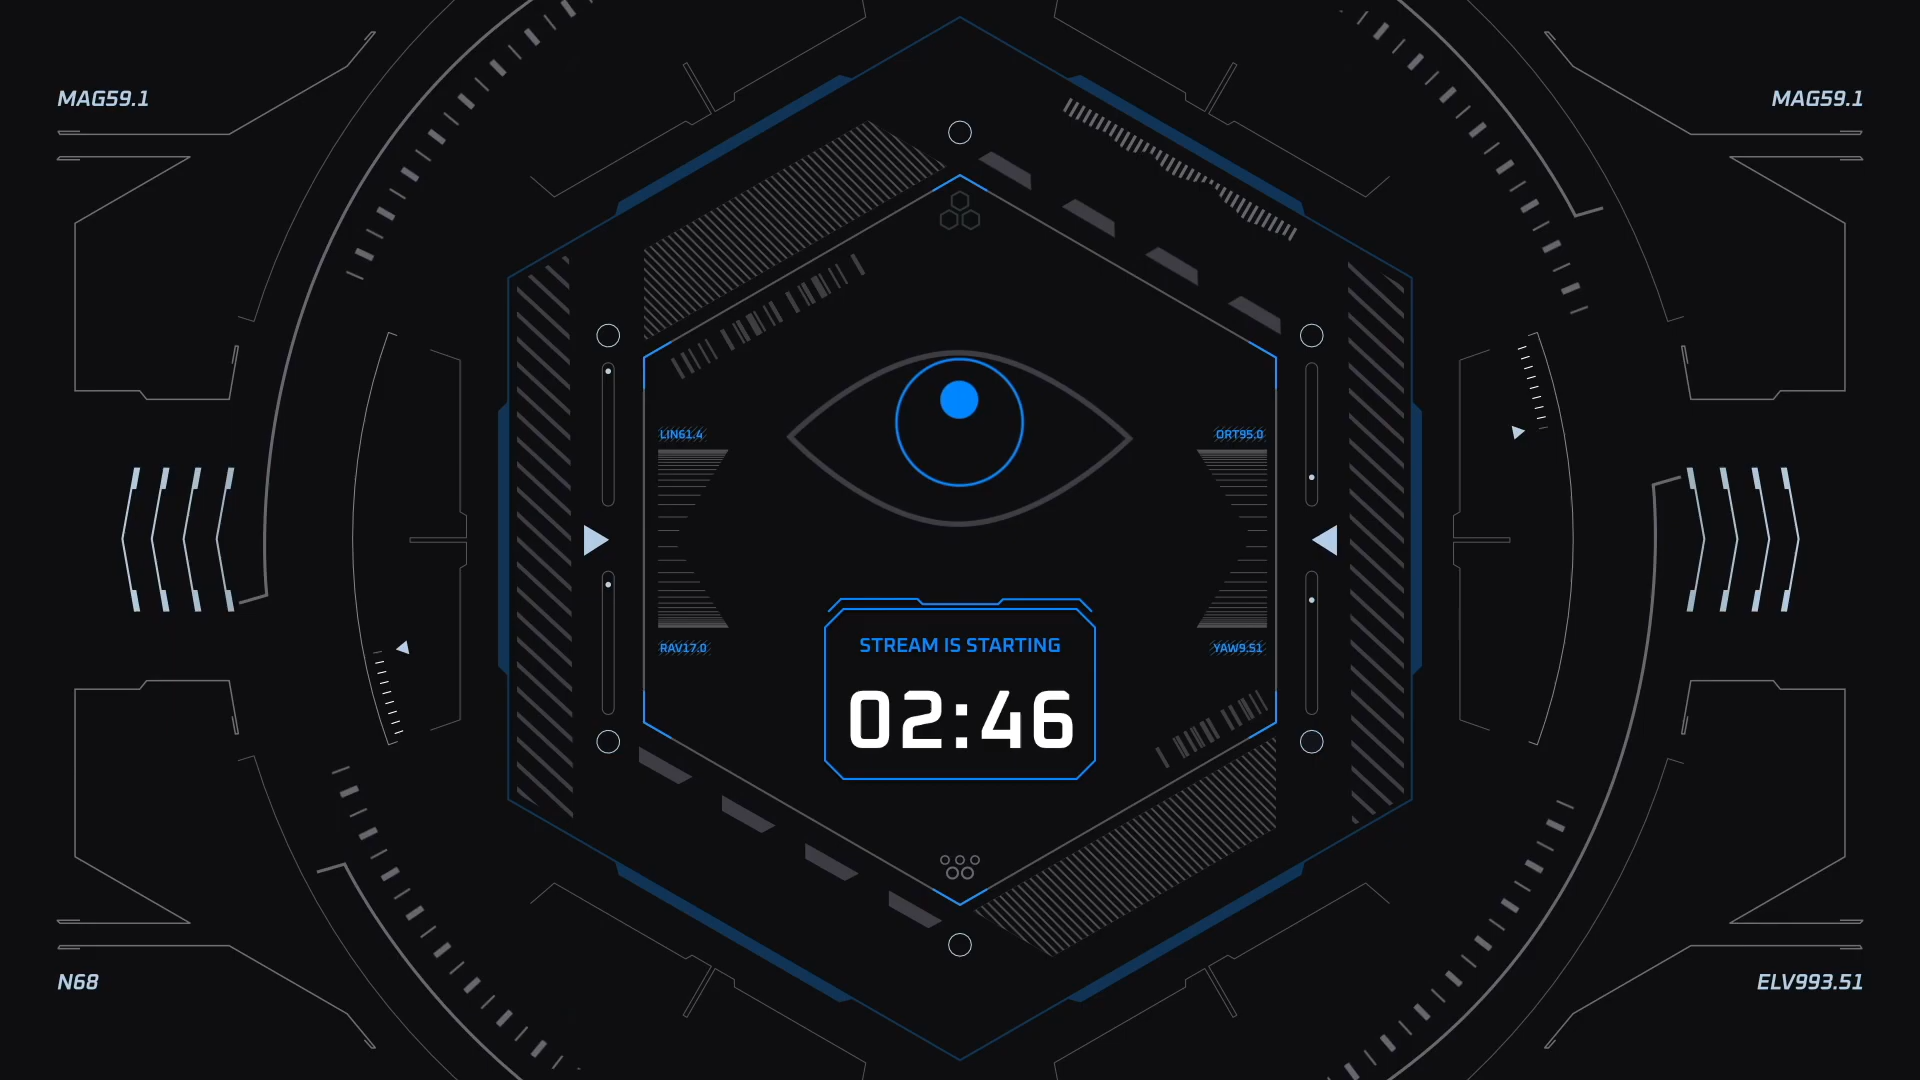 MAG59.1
MAG59.1
LIN61.4
ORT95.0
RAV17.0
YAW9.51
STREAM IS STARTING
02:46
N68
ELV993.51